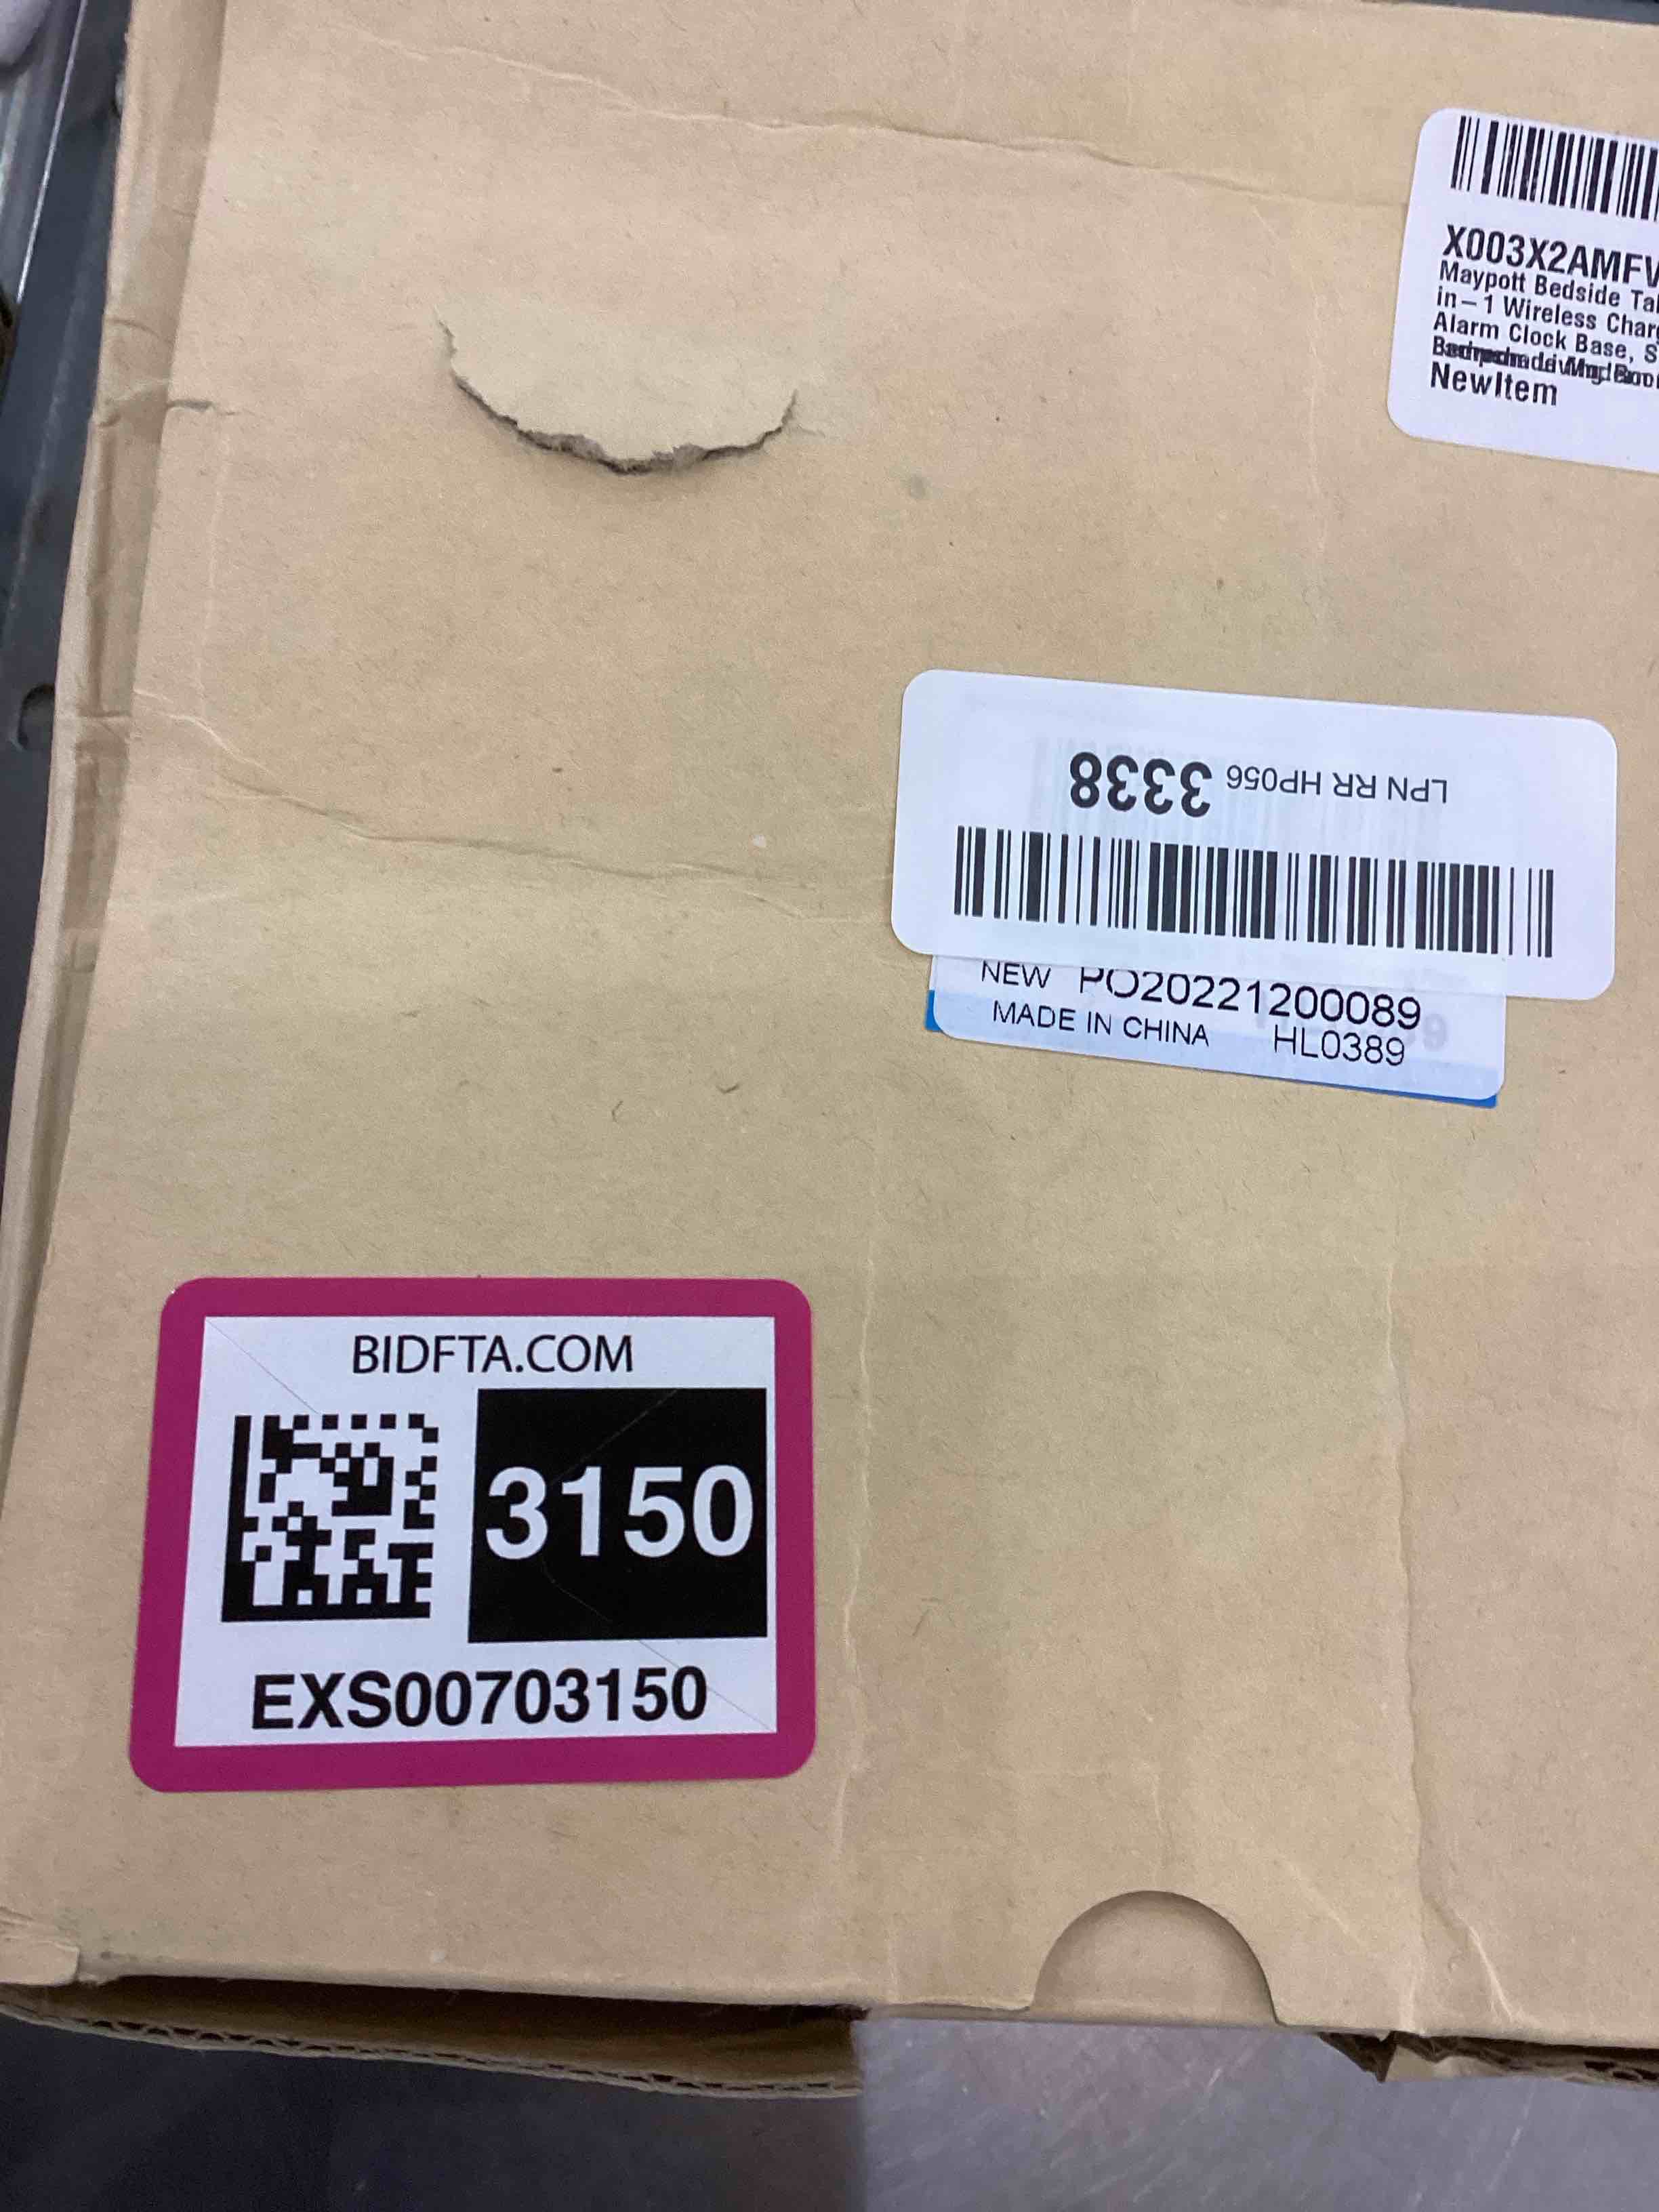 X003X2AMFV
Maypott Bedside Ta
in-1 Wireless Char
Alarm Clock Base, S
NewItem
LPN RR HP056 3338
NEW PO20221200089
MADE IN CHINA HL0389
BIDFTA.COM
3150
EXS00703150